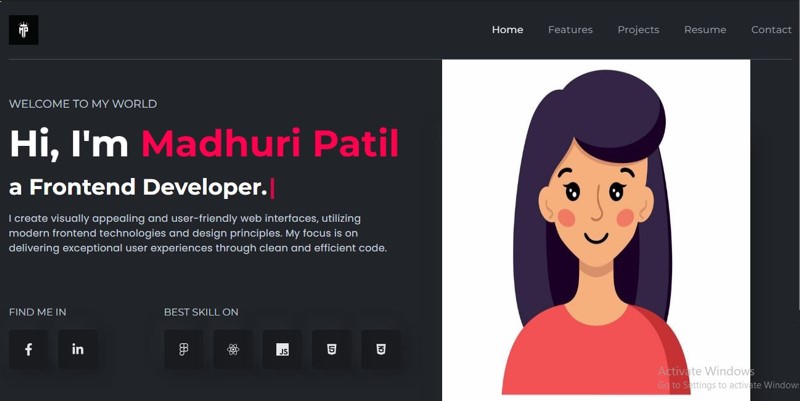 Home Features Projects Resume Contact
WELCOME TO MY WORLD
Hi, I'm Madhuri Patil
a Frontend Developer.|
I create visually appealing and user-friendly web interfaces, utilizing
modern frontend technologies and design principles. My focus is on
delivering exceptional user experiences through clean and efficient code.
FIND ME IN
BEST SKILL ON
f in JS
Activate Windows
Go to Settings to activate Windows